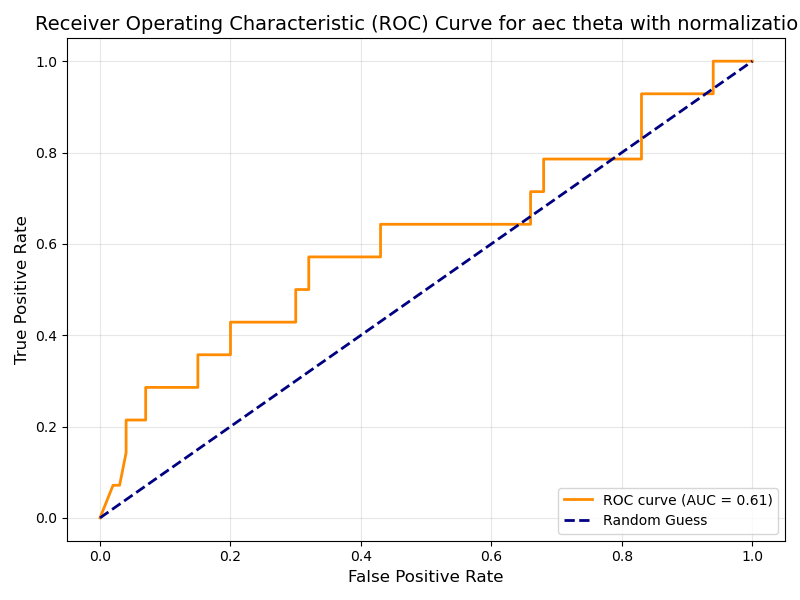 Receiver Operating Characteristic (ROC) Curve for aec theta with normalizatio
1.0
0.8
0.6
0.4
0.2
0.0
True Positive Rate
0.0 0.2 0.4 0.6 0.8 1.0
False Positive Rate
ROC curve (AUC = 0.61)
Random Guess